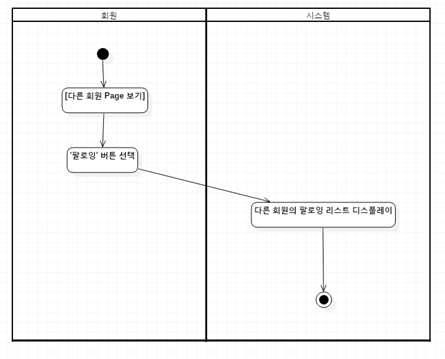 회원
시스템
[다른 회원 Page 보기]
'팔로잉' 버튼 선택
다른 회원의 팔로잉 리스트 디스플레이